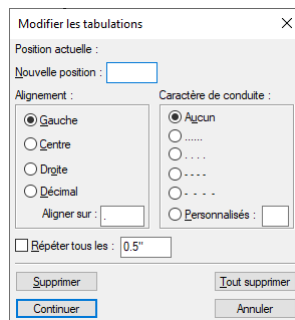 Modifier les tabulations
Position actuelle :
Nouvelle position :
Alignement :
Caractère de conduite :
Gauche
Centre
Droite
Décimal
Aligner sur : .
Aucun
......
. . . .
----
- - - -
Personnalisés :
Répéter tous les : 0.5"
Supprimer
Tout supprimer
Continuer
Annuler